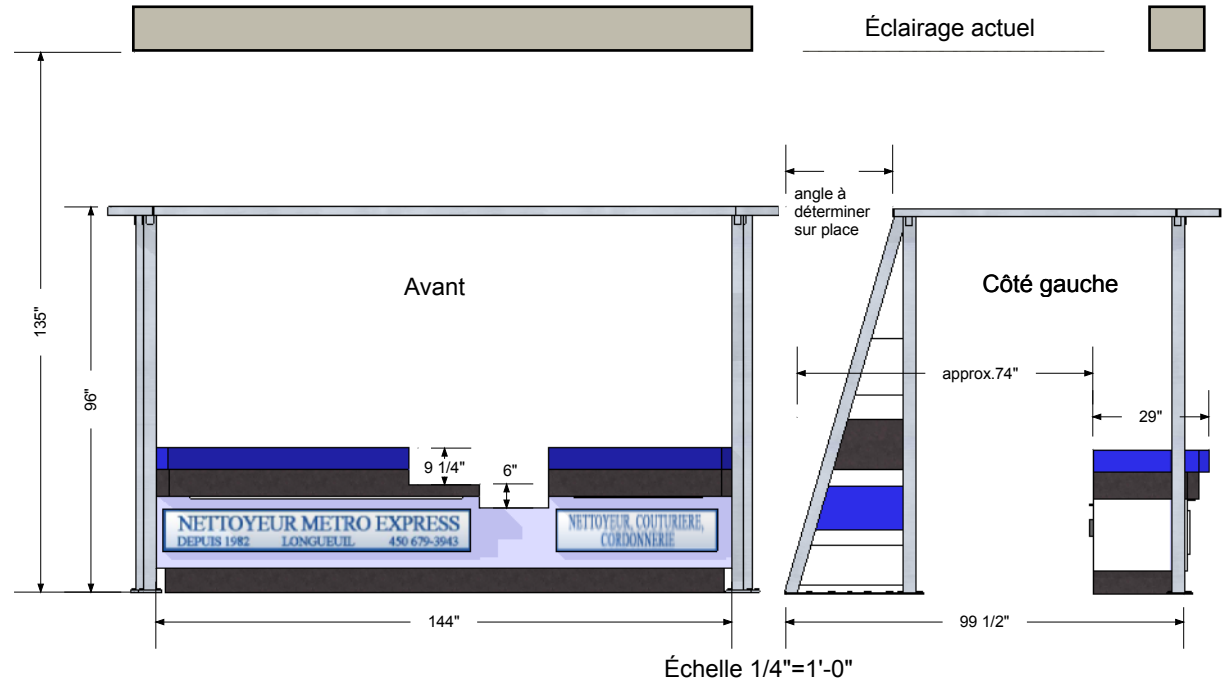 Éclairage actuel
angle à
déterminer
sur place
Avant
Côté gauche
135"
96"
approx.74"
29"
9 1/4"
6"
NETTOYEUR METRO EXPRESS
DEPUIS 1982 LONGUEUIL 450 679-3943
NETTOYEUR, COUTURIERE,
CORDONNERIE
144"
99 1/2"
Échelle 1/4"=1'-0"